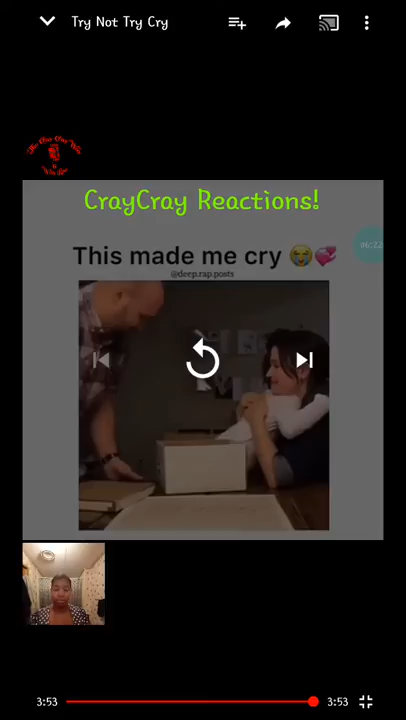 Try Not Try Cry
CrayCray Reactions!
06:22
This made me cry 😭💞
@deep.rap.posts
3:53
3:53